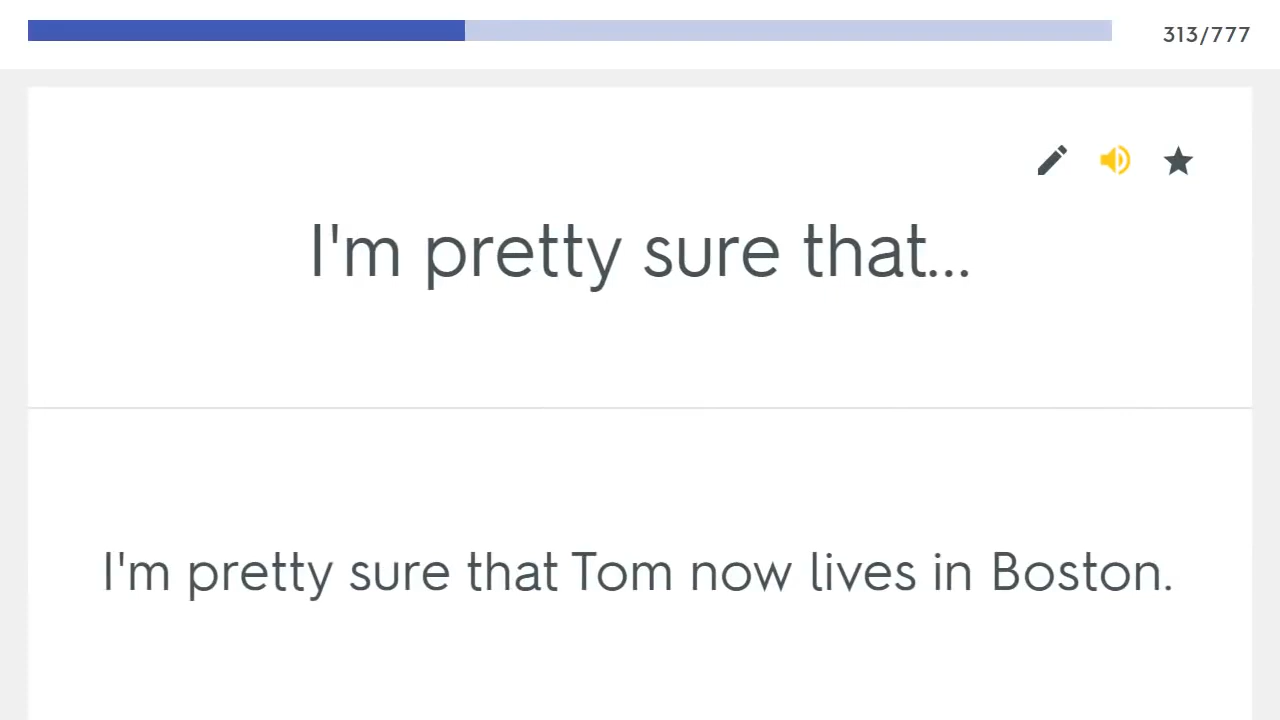 313/777
I'm pretty sure that...
I'm pretty sure that Tom now lives in Boston.